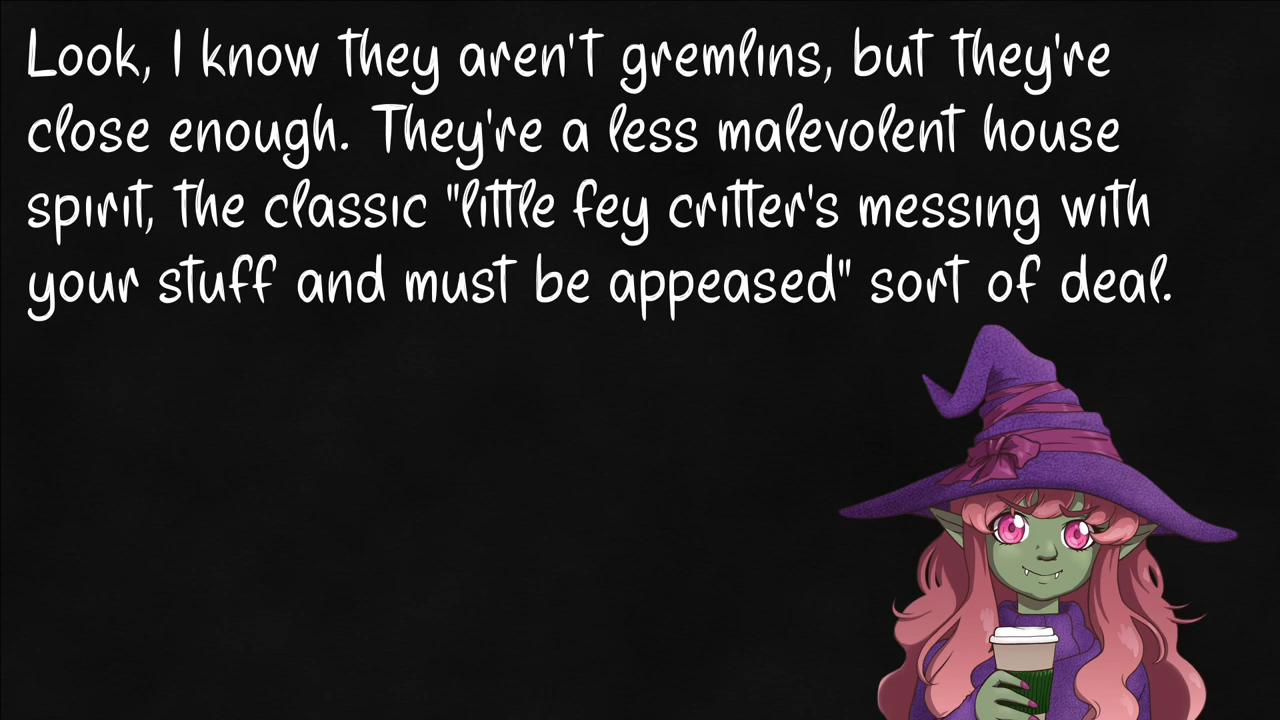 Look, I know they aren't gremlins, but they're
close enough. They're a less malevolent house
spirit, the classic "little fey critter's messing with
your stuff and must be appeased" sort of deal.